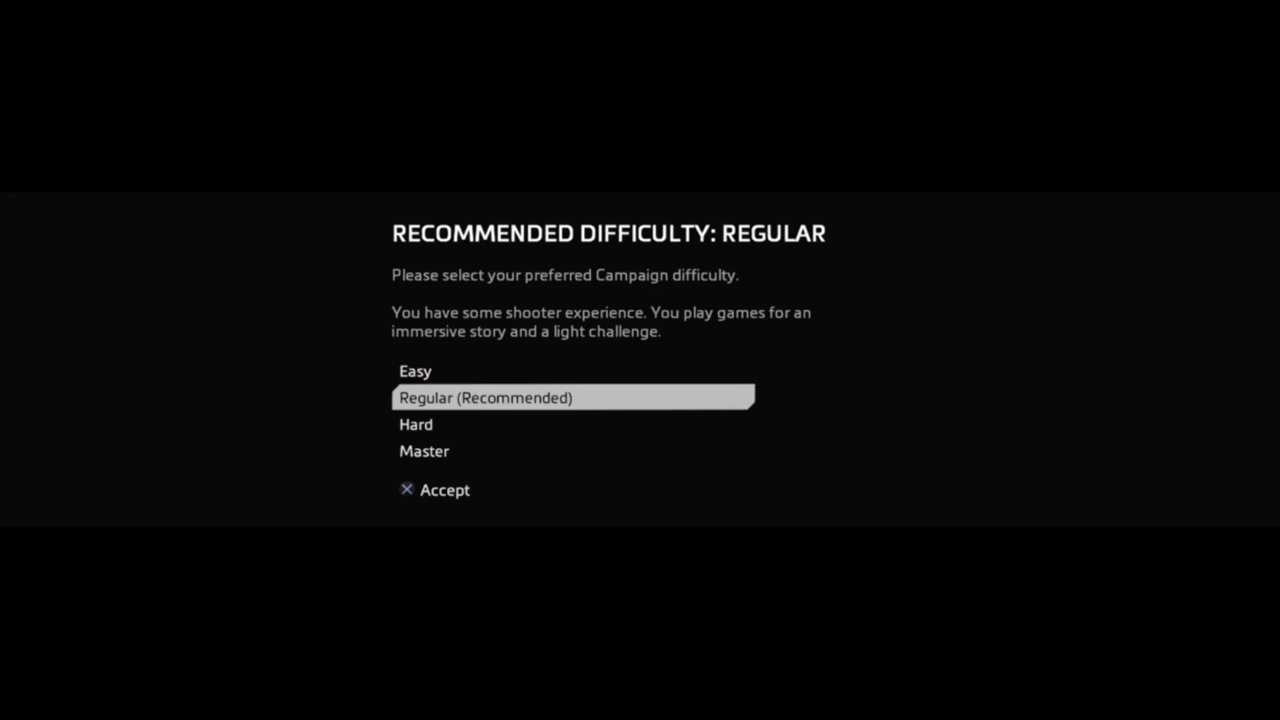 RECOMMENDED DIFFICULTY: REGULAR
Please select your preferred Campaign difficulty.
You have some shooter experience. You play games for an
immersive story and a light challenge.
Easy
Regular (Recommended)
Hard
Master
Accept